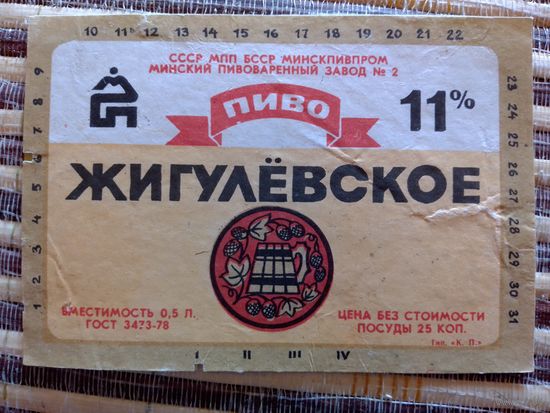 10 11 12 13 14 15 16 17 18 19 20 21 22
СССР МПП БССР МИНСКПИВПРОМ
МИНСКИЙ ПИВОВАРЕННЫЙ ЗАВОД № 2
ПИВО
11%
ЖИГУЛЁВСКОЕ
ВМЕСТИМОСТЬ 0,5 Л.
ГОСТ 3473-78
ЦЕНА БЕЗ СТОИМОСТИ
ПОСУДЫ 25 КОП.
Тип. «К. П.»
1 2 3 4 5 6 7 8 9
23 24 25 26 27 28 29 30 31
I II III IV